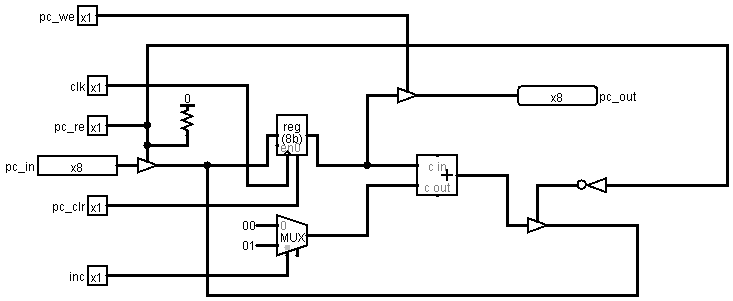 pc_we x1
clk x1
0
pc_re x1
reg
(8b)
en0
x8 pc_out
pc_in x8
c in
+
c out
pc_clr x1
00 0
MUX
01
inc x1